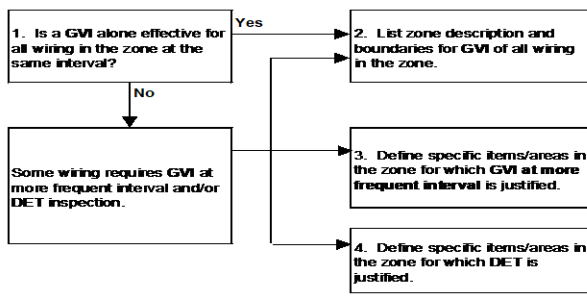 1. Is a GVI alone effective for
all wiring in the zone at the
same interval?
Yes
2. List zone description and
boundaries for GVI of all wiring
in the zone.
No
Some wiring requires GVI at
more frequent interval and/or
DET inspection.
3. Define specific items/areas in
the zone for which GVI at more
frequent interval is justified.
4. Define specific items/areas in
the zone for which DET is
justified.